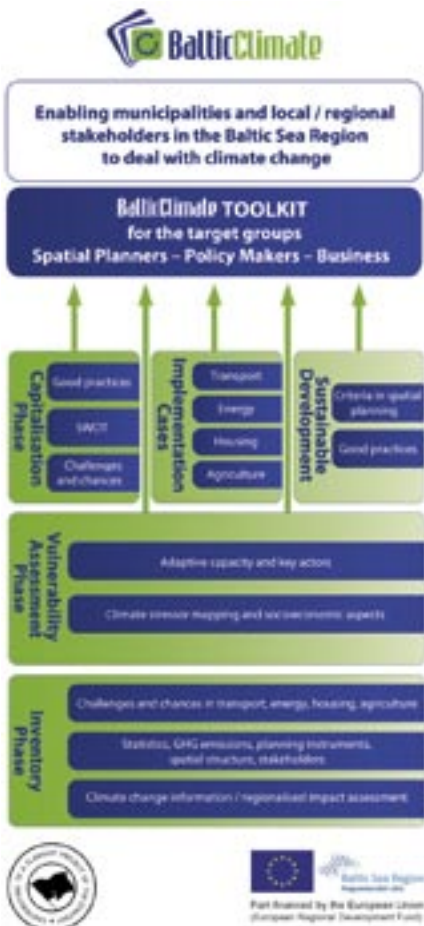 BalticClimate
Enabling municipalities and local / regional
stakeholders in the Baltic Sea Region
to deal with climate change
BalticClimate TOOLKIT
for the target groups
Spatial Planners – Policy Makers – Business
Capitalisation
Phase
Good practices
SWOT
Challenges
and chances
Implementation
Cases
Transport
Energy
Housing
Agriculture
Sustainable
Development
Criteria in spatial
planning
Good practices
Vulnerability
Assessment
Phase
Adaptive capacity and key actors
Climate stressor mapping and socioeconomic aspects
Inventory
Phase
Challenges and chances in transport, energy, housing, agriculture
Statistics, GHG emissions, planning instruments,
spatial structure, stakeholders
Climate change information / regionalised impact assessment
Baltic Sea Region
Part-financed by the European Union
(European Regional Development Fund)